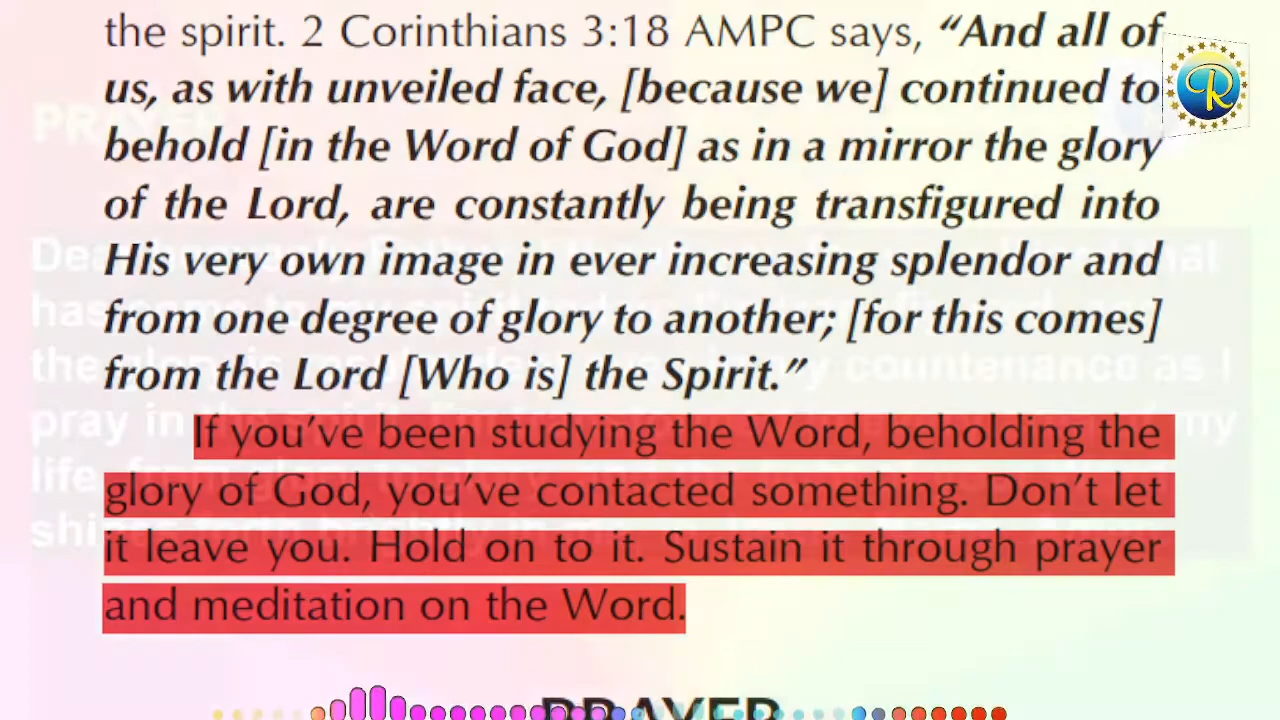 the spirit. 2 Corinthians 3:18 AMPC says, “And all of
us, as with unveiled face, [because we] continued to
behold [in the Word of God] as in a mirror the glory
of the Lord, are constantly being transfigured into
His very own image in ever increasing splendor and
from one degree of glory to another; [for this comes]
from the Lord [Who is] the Spirit.”
If you’ve been studying the Word, beholding the
glory of God, you’ve contacted something. Don’t let
it leave you. Hold on to it. Sustain it through prayer
and meditation on the Word.
PRAYER
R